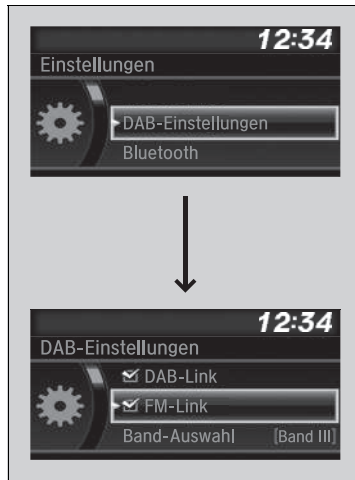 12:34
Einstellungen
DAB-Einstellungen
Bluetooth
12:34
DAB-Einstellungen
DAB-Link
FM-Link
Band-Auswahl [Band III]